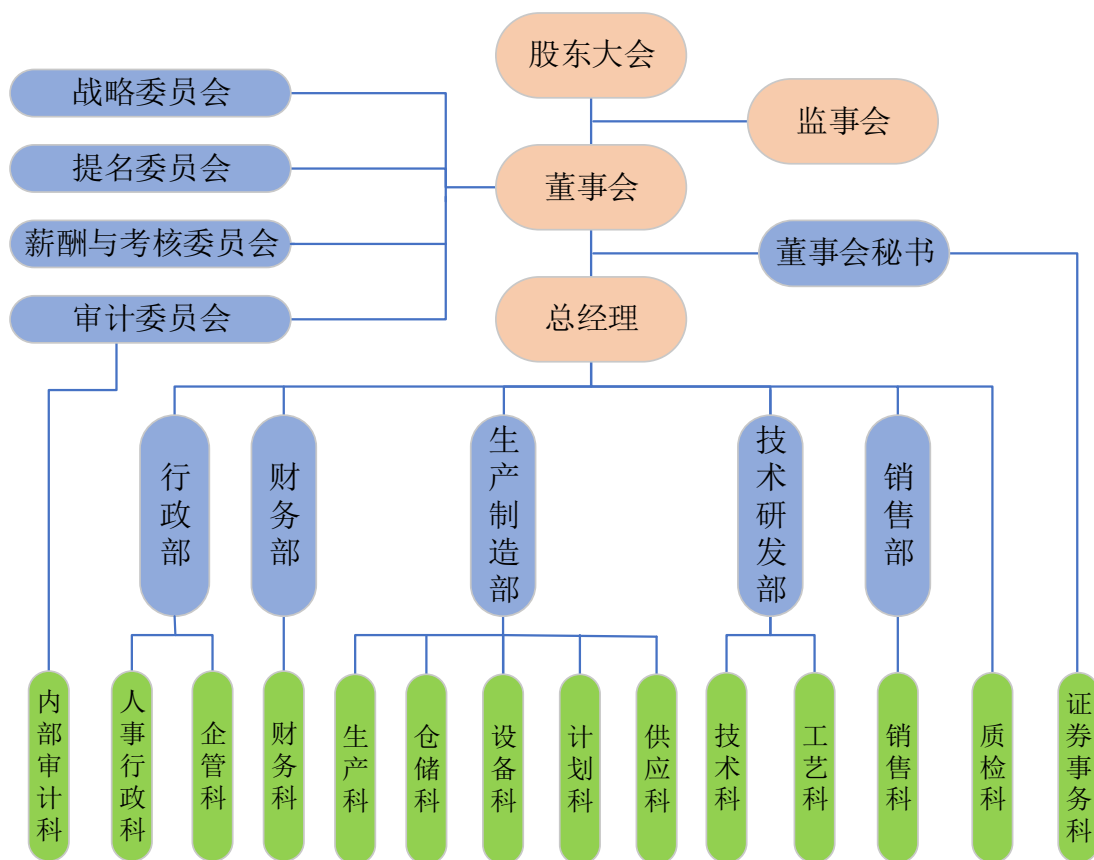 股东大会
战略委员会
监事会
提名委员会
董事会
薪酬与考核委员会
董事会秘书
审计委员会
总经理
行政部
财务部
生产制造部
技术研发部
销售部
内部审计科
人事行政科
企管科
财务科
生产科
仓储科
设备科
计划科
供应科
技术科
工艺科
销售科
质检科
证券事务科